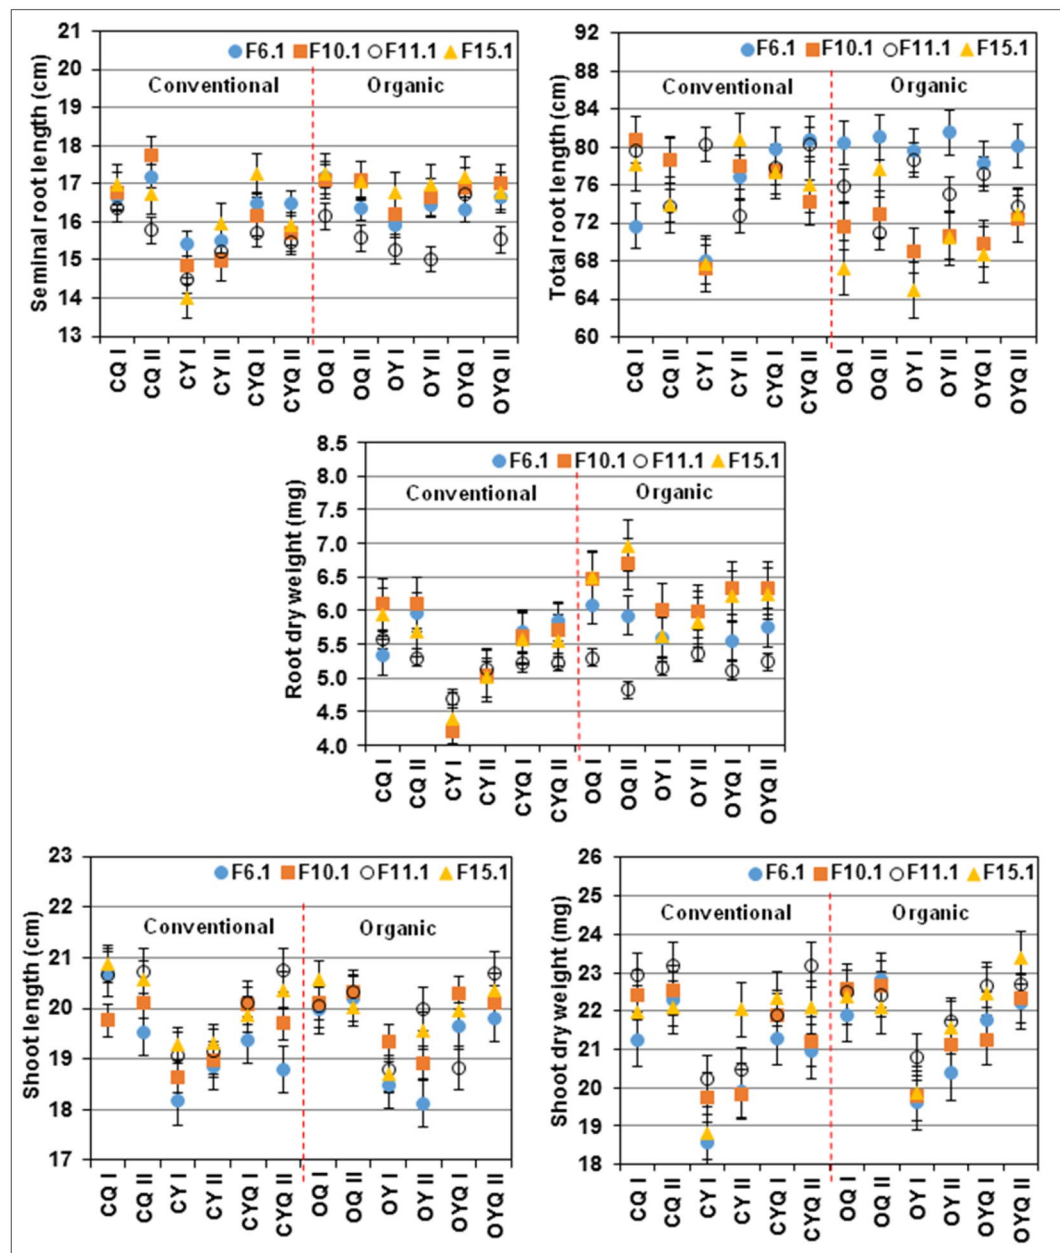 Seminal root length (cm)
21
20
19
18
17
16
15
14
13
F6.1 F10.1 F11.1 F15.1
Conventional Organic
CQ I CQ II CY I CY II CYQ I CYQ II OQ I OQ II OY I OY II OYQ I OYQ II
Total root length (cm)
92
88
84
80
76
72
68
64
60
F6.1 F10.1 F11.1 F15.1
Conventional Organic
CQ I CQ II CY I CY II CYQ I CYQ II OQ I OQ II OY I OY II OYQ I OYQ II
Root dry weight (mg)
8.5
8.0
7.5
7.0
6.5
6.0
5.5
5.0
4.5
4.0
F6.1 F10.1 F11.1 F15.1
Conventional Organic
CQ I CQ II CY I CY II CYQ I CYQ II OQ I OQ II OY I OY II OYQ I OYQ II
Shoot length (cm)
23
22
21
20
19
18
17
F6.1 F10.1 F11.1 F15.1
Conventional Organic
CQ I CQ II CY I CY II CYQ I CYQ II OQ I OQ II OY I OY II OYQ I OYQ II
Shoot dry weight (mg)
26
25
24
23
22
21
20
19
18
F6.1 F10.1 F11.1 F15.1
Conventional Organic
CQ I CQ II CY I CY II CYQ I CYQ II OQ I OQ II OY I OY II OYQ I OYQ II